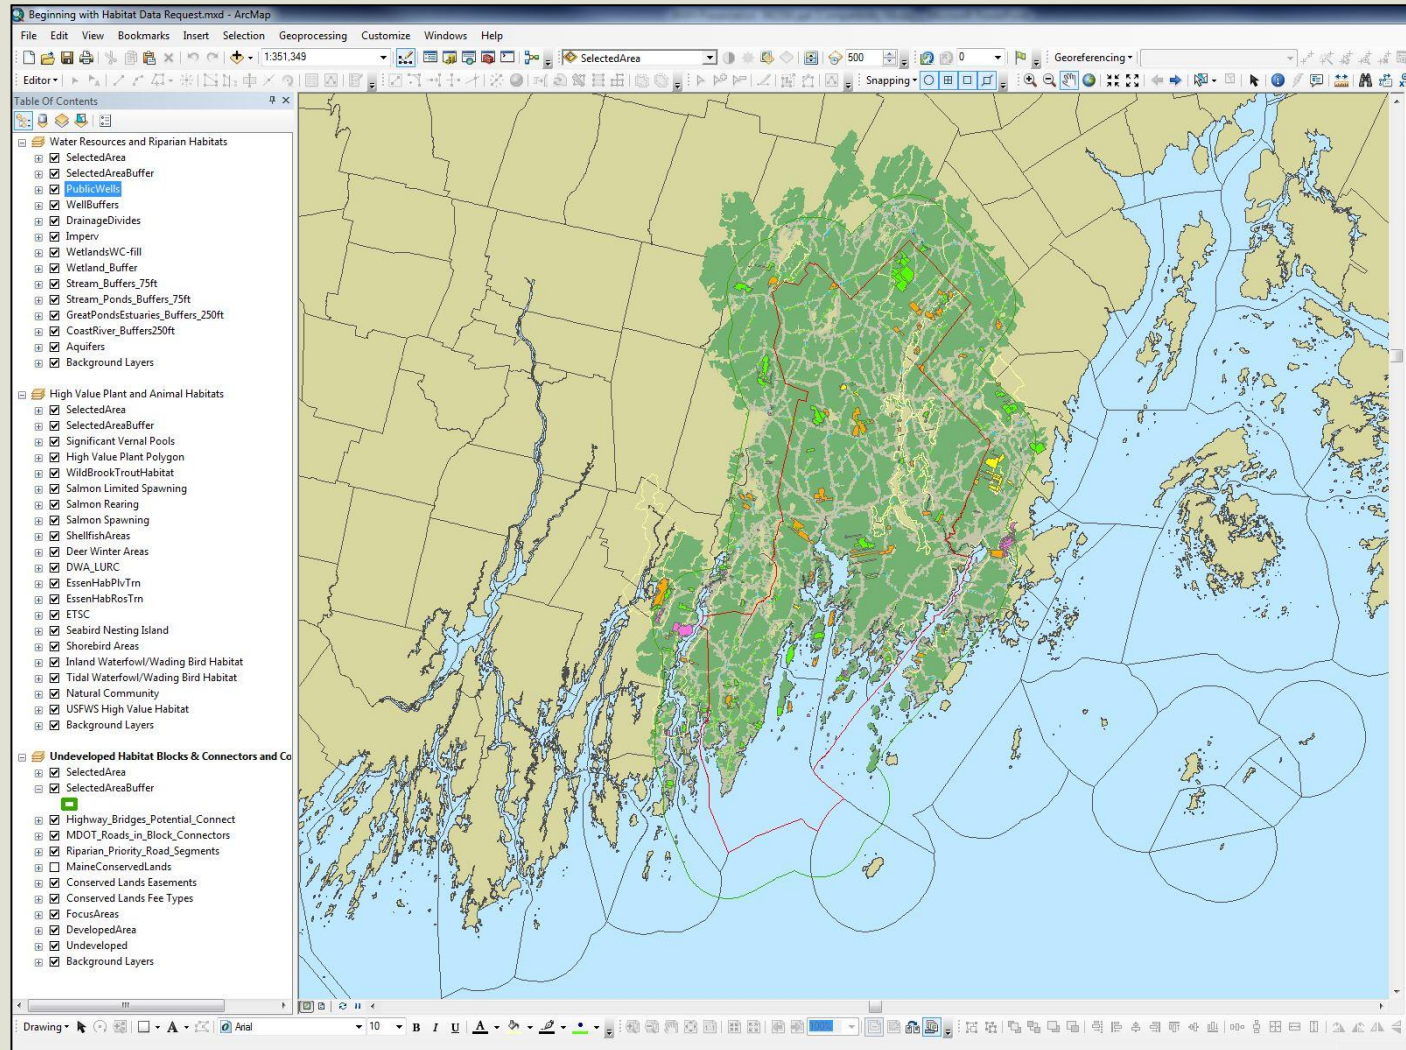 Beginning with Habitat Data Request.mxd - ArcMap
File Edit View Bookmarks Insert Selection Geoprocessing Customize Windows Help
1:351,349 SelectedArea 500 0 Georeferencing
Editor Snapping
Table Of Contents
Water Resources and Riparian Habitats
SelectedArea
SelectedAreaBuffer
PublicWells
WellBuffers
DrainageDivides
Imperv
WetlandsWC-fill
Wetland_Buffer
Stream_Buffers_75ft
Stream_Ponds_Buffers_75ft
GreatPondsEstuaries_Buffers_250ft
CoastRiver_Buffers250ft
Aquifers
Background Layers
High Value Plant and Animal Habitats
SelectedArea
SelectedAreaBuffer
Significant Vernal Pools
High Value Plant Polygon
WildBrookTroutHabitat
Salmon Limited Spawning
Salmon Rearing
Salmon Spawning
ShellfishAreas
Deer Winter Areas
DWA_LURC
EssenHabPlvTrn
EssenHabRosTrn
ETSC
Seabird Nesting Island
Shorebird Areas
Inland Waterfowl/Wading Bird Habitat
Tidal Waterfowl/Wading Bird Habitat
Natural Community
USFWS High Value Habitat
Background Layers
Undeveloped Habitat Blocks & Connectors and Co
SelectedArea
SelectedAreaBuffer
Highway_Bridges_Potential_Connect
MDOT_Roads_in_Block_Connectors
Riparian_Priority_Road_Segments
MaineConservedLands
Conserved Lands Easements
Conserved Lands Fee Types
FocusAreas
DevelopedArea
Undeveloped
Background Layers
Drawing A Arial 10 B I U A 100%